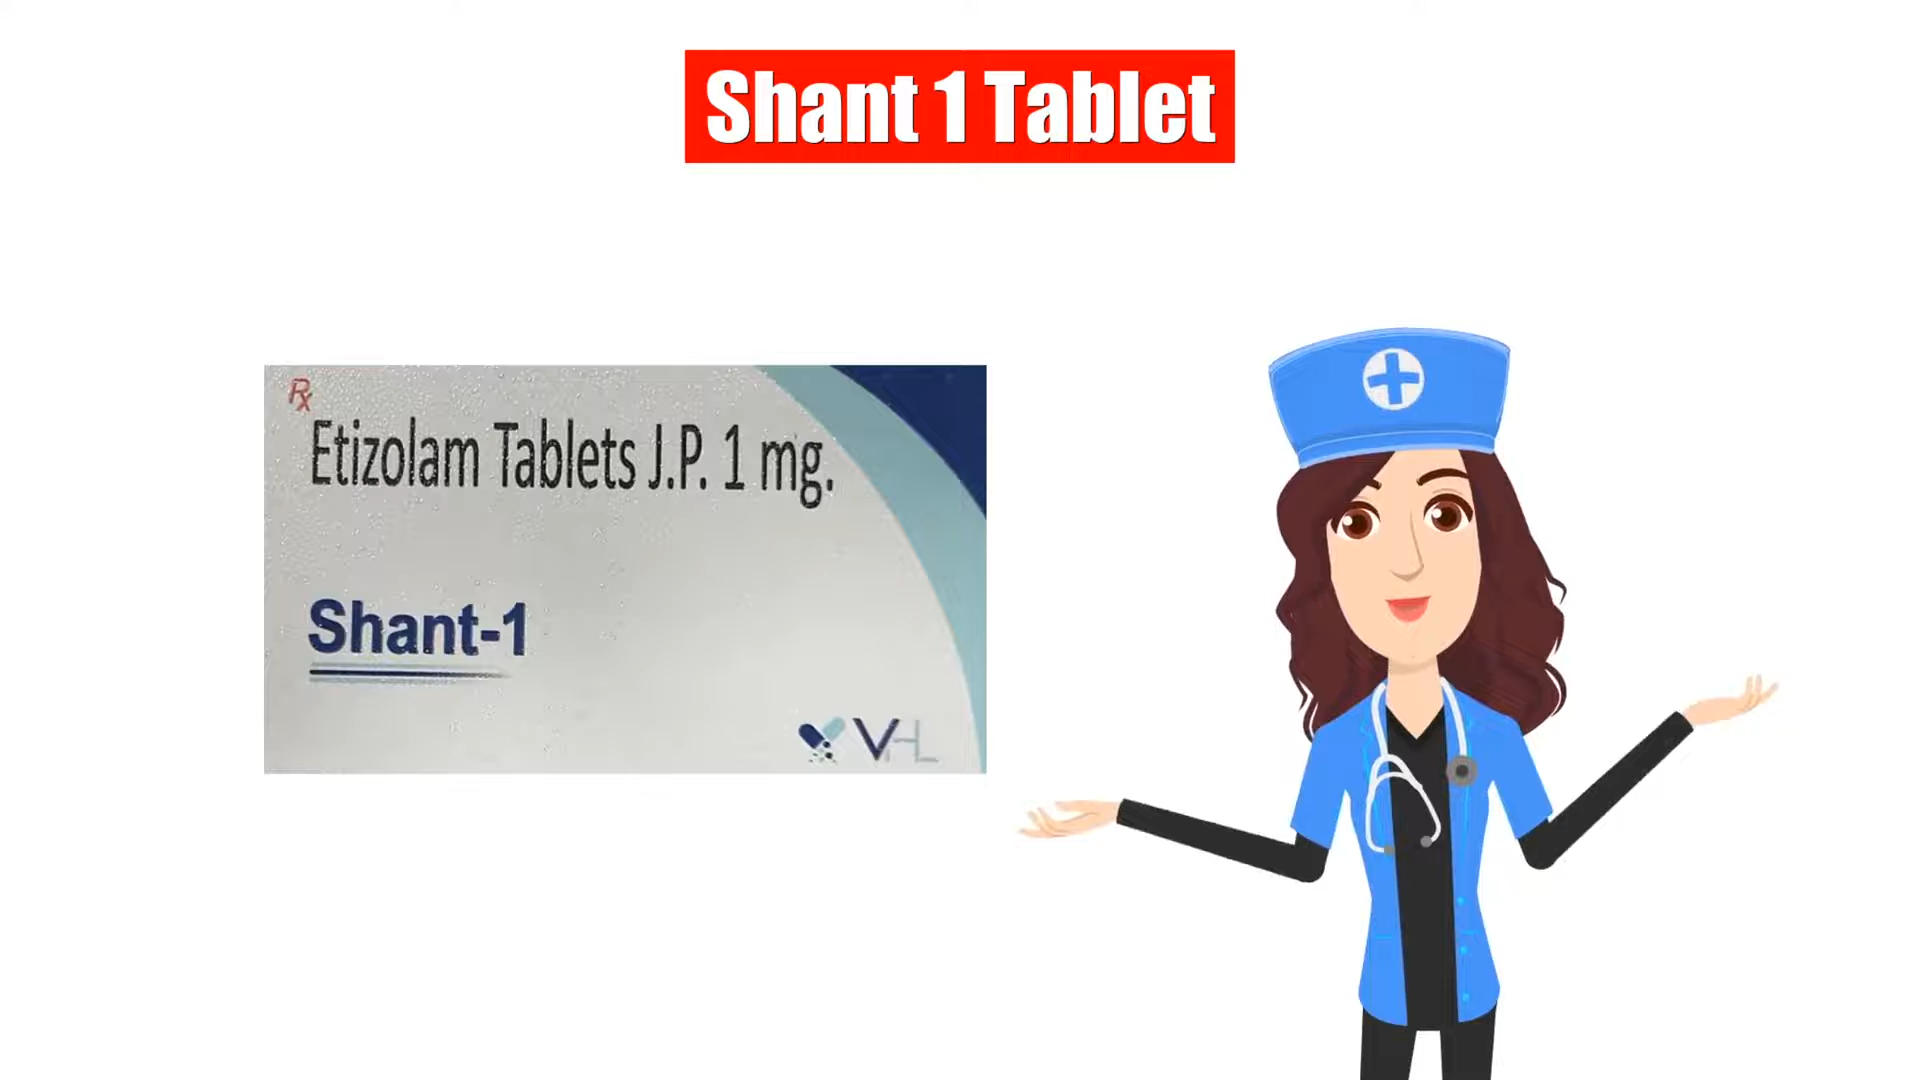 Shant 1 Tablet
Rx
Etizolam Tablets J.P. 1 mg.
Shant-1
VHL